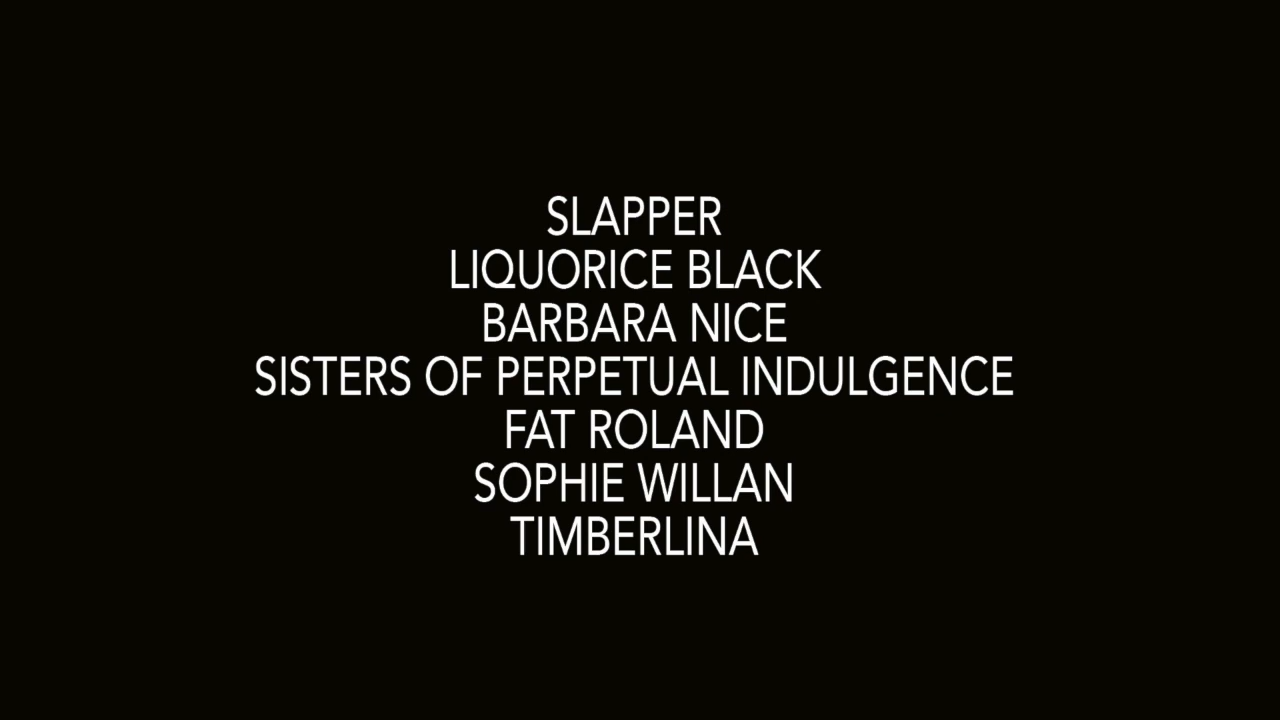 SLAPPER
LIQUORICE BLACK
BARBARA NICE
SISTERS OF PERPETUAL INDULGENCE
FAT ROLAND
SOPHIE WILLAN
TIMBERLINA